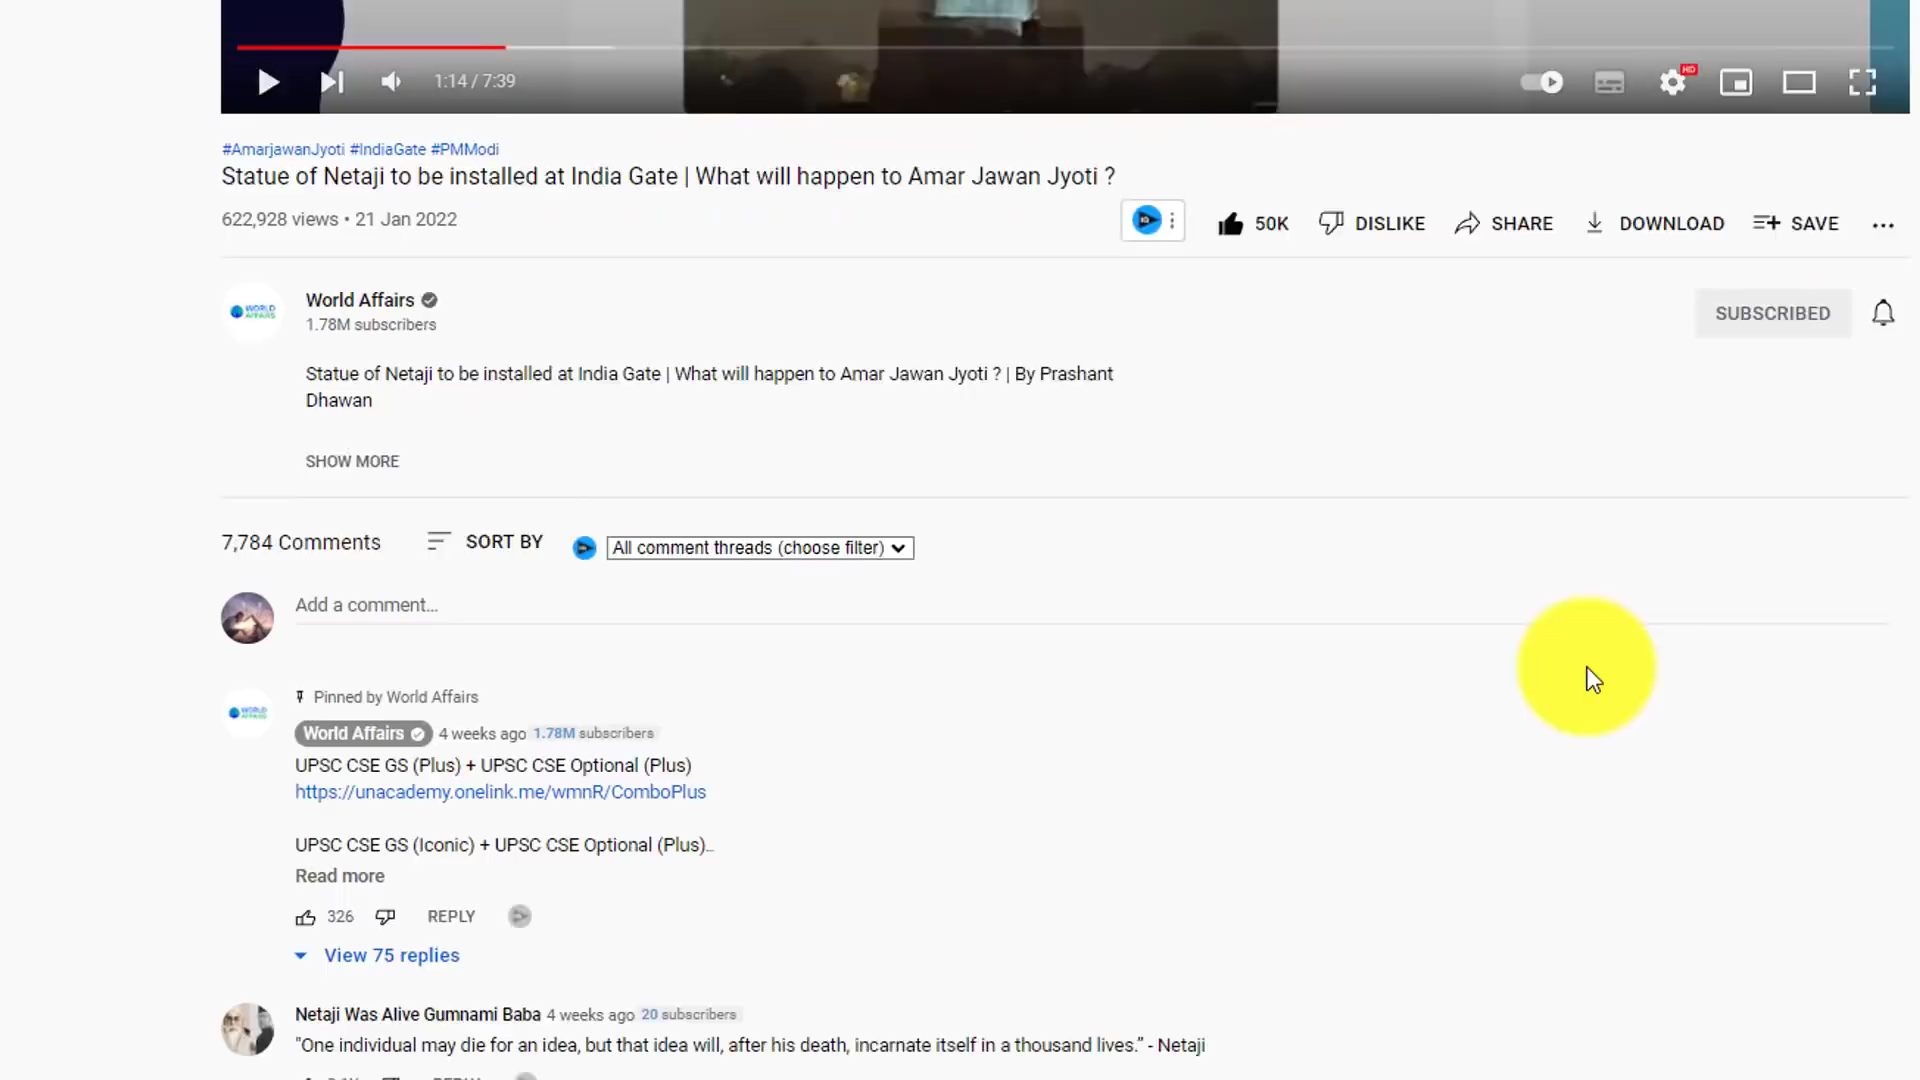 1:14 / 7:39
HD
#AmarjawanJyoti #IndiaGate #PMModi
Statue of Netaji to be installed at India Gate | What will happen to Amar Jawan Jyoti ?
622,928 views • 21 Jan 2022
50K
DISLIKE
SHARE
DOWNLOAD
SAVE
WORLD AFFAIRS
World Affairs
1.78M subscribers
SUBSCRIBED
Statue of Netaji to be installed at India Gate | What will happen to Amar Jawan Jyoti ? | By Prashant
Dhawan
SHOW MORE
7,784 Comments
SORT BY
All comment threads (choose filter)
Add a comment...
Pinned by World Affairs
WORLD AFFAIRS
World Affairs 4 weeks ago 1.78M subscribers
UPSC CSE GS (Plus) + UPSC CSE Optional (Plus)
https://unacademy.onelink.me/wmnR/ComboPlus
UPSC CSE GS (Iconic) + UPSC CSE Optional (Plus)…
Read more
326 REPLY
View 75 replies
Netaji Was Alive Gumnami Baba 4 weeks ago 20 subscribers
"One individual may die for an idea, but that idea will, after his death, incarnate itself in a thousand lives.” - Netaji